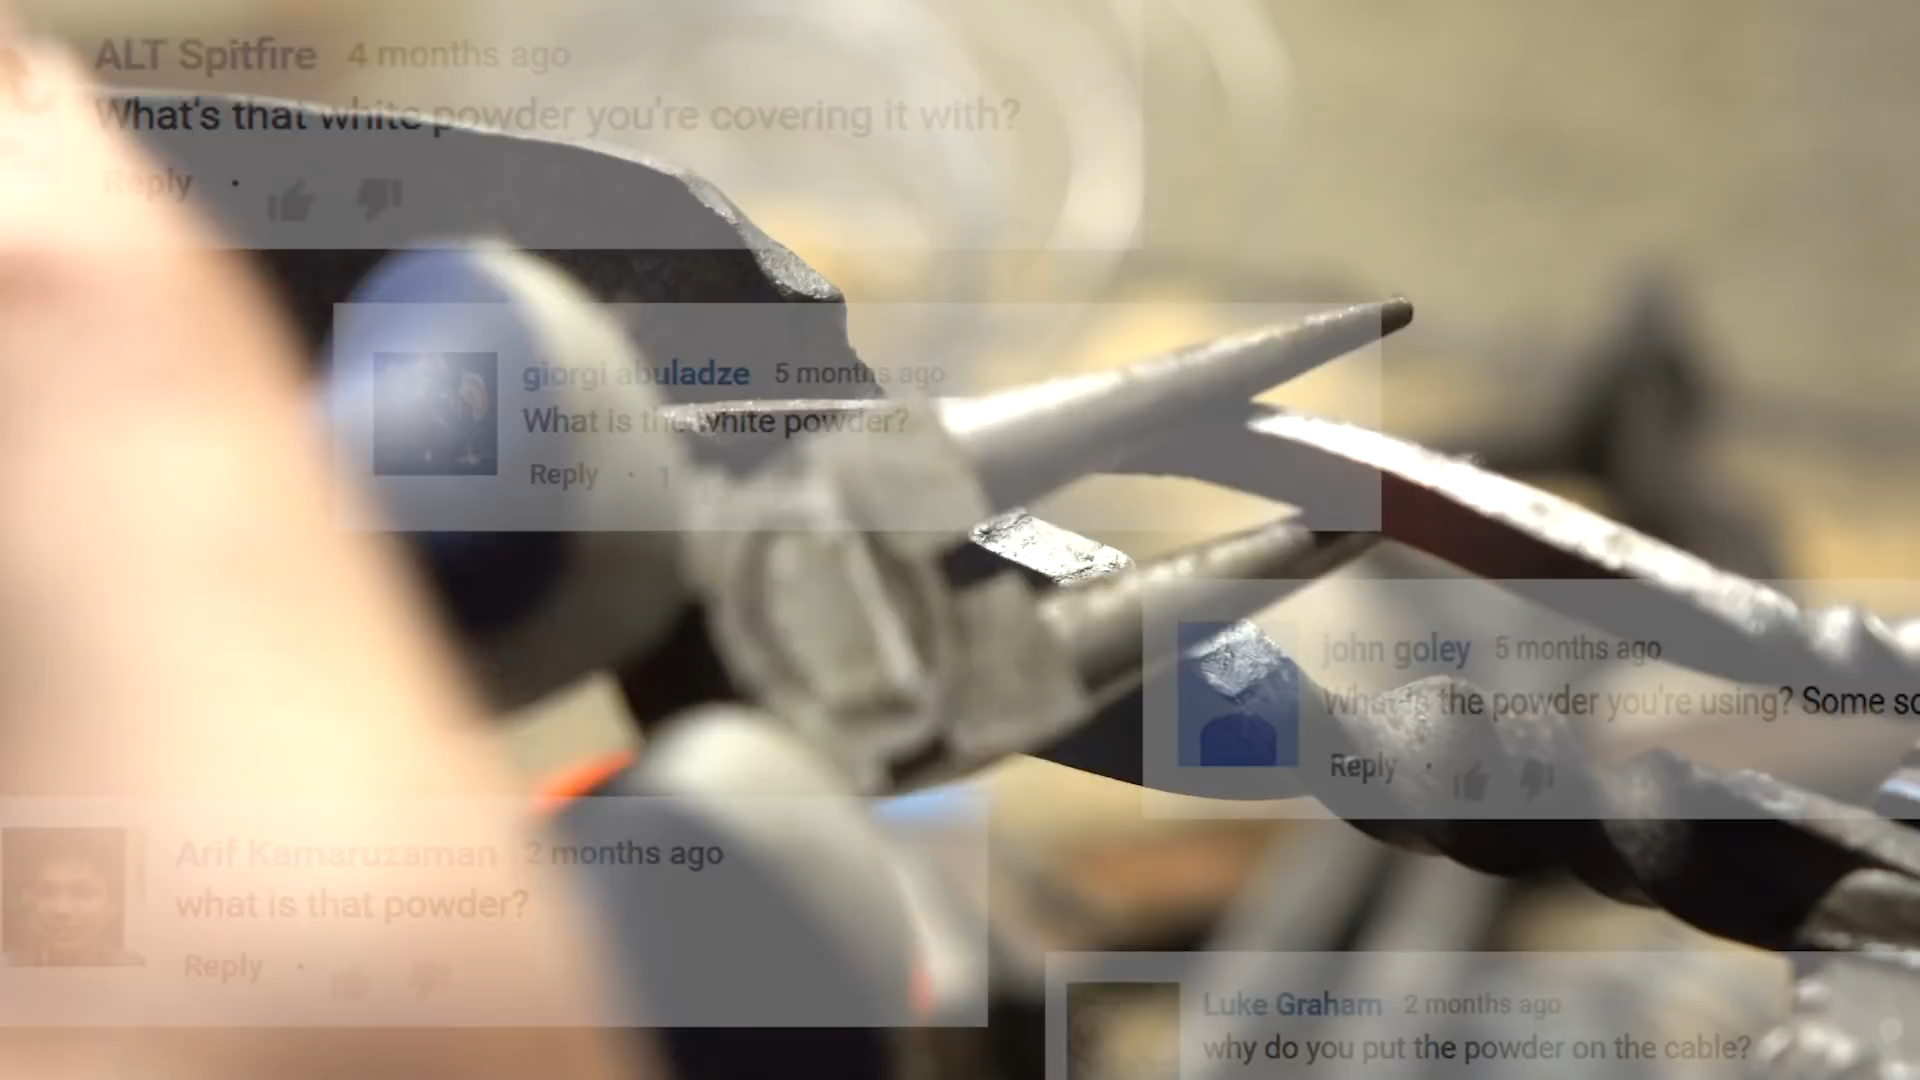 ALT Spitfire 4 months ago
What's that white powder you're covering it with?
Reply ·
giorgi abuladze 5 months ago
What is the white powder?
Reply · 1
john goley 5 months ago
What is the powder you're using? Some
Reply ·
Arif Kamaruzaman 2 months ago
what is that powder?
Reply ·
Luke Graham 2 months ago
why do you put the powder on the cable?